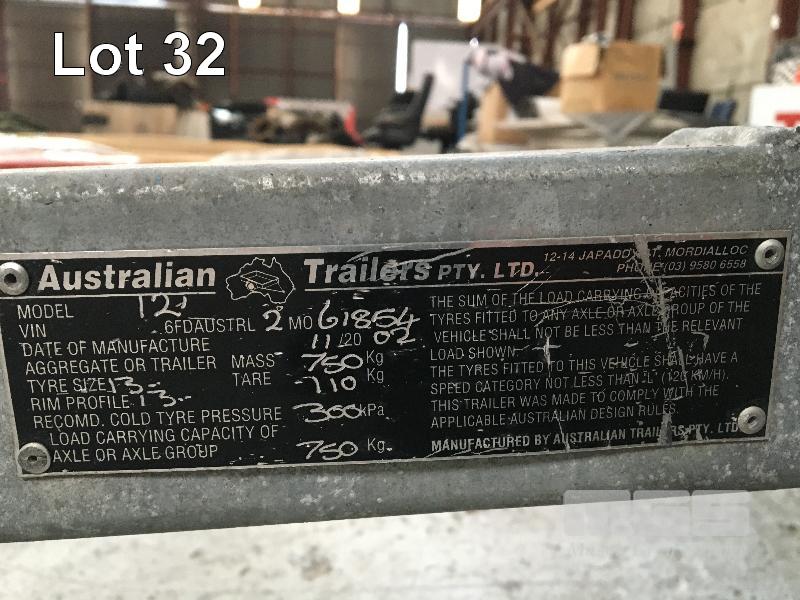 Lot 32
Australian Trailers PTY. LTD.
12-14 JAPADDY ST, MORDIALLOC
PHONE (03) 9580 6558
MODEL 12'
VIN 6FDAUSTRL 2 MO 61854
DATE OF MANUFACTURE 11/20 02
AGGREGATE OR TRAILER MASS 750 Kg
TYRE SIZE 13 TARE 110 Kg
RIM PROFILE 13
RECOMD. COLD TYRE PRESSURE 300 kPa
LOAD CARRYING CAPACITY OF
AXLE OR AXLE GROUP 750 Kg
THE SUM OF THE LOAD CARRYING CAPACITIES OF THE
TYRES FITTED TO ANY AXLE OR AXLE GROUP OF THE
VEHICLE SHALL NOT BE LESS THAN THE RELEVANT
LOAD SHOWN
THE TYRES FITTED TO THIS VEHICLE SHALL HAVE A
SPEED CATEGORY NOT LESS THAN "L" (120 KM/H).
THIS TRAILER WAS MADE TO COMPLY WITH THE
APPLICABLE AUSTRALIAN DESIGN RULES.
MANUFACTURED BY AUSTRALIAN TRAILERS PTY. LTD